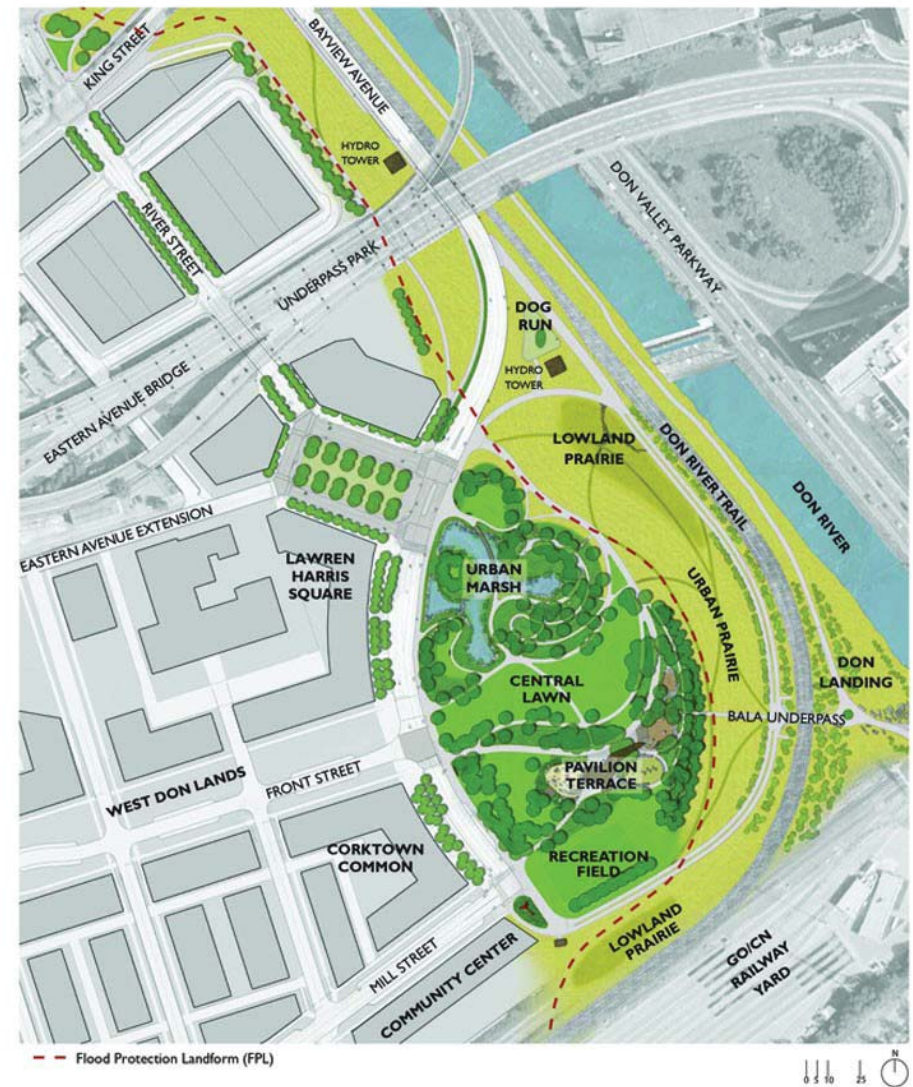 KING STREET
BAYVIEW AVENUE
HYDRO
TOWER
DON VALLEY PARKWAY
RIVER STREET
UNDERPASS PARK
DOG
RUN
HYDRO
TOWER
EASTERN AVENUE BRIDGE
LOWLAND
PRAIRIE
DON RIVER TRAIL
DON RIVER
EASTERN AVENUE EXTENSION
LAWREN
HARRIS
SQUARE
URBAN
MARSH
URBAN PRAIRIE
CENTRAL
LAWN
DON
LANDING
BALA UNDERPASS
WEST DON LANDS
FRONT STREET
PAVILION
TERRACE
CORKTOWN
COMMON
RECREATION
FIELD
MILL STREET
COMMUNITY CENTER
LOWLAND
PRAIRIE
GO/CN
RAILWAY
YARD
Flood Protection Landform (FPL)
0 5 10 25
N